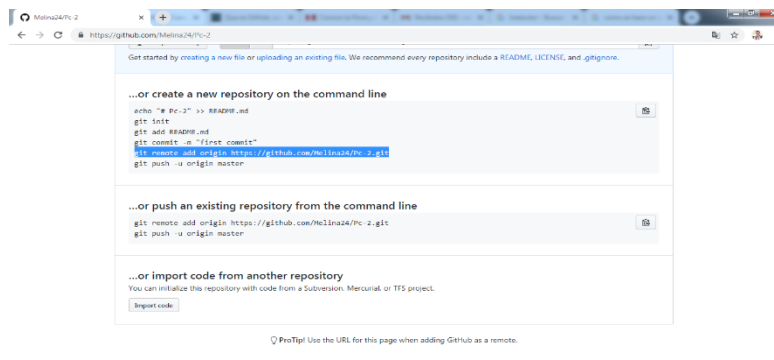 Melina24/Pc-2
https://github.com/Melina24/Pc-2
Get started by creating a new file or uploading an existing file. We recommend every repository include a README, LICENSE, and .gitignore.
...or create a new repository on the command line
echo "# Pc-2" >> README.md
git init
git add README.md
git commit -m "first commit"
git remote add origin https://github.com/Melina24/Pc-2.git
git push -u origin master
...or push an existing repository from the command line
git remote add origin https://github.com/Melina24/Pc-2.git
git push -u origin master
...or import code from another repository
You can initialize this repository with code from a Subversion, Mercurial, or TFS project.
Import code
ProTip! Use the URL for this page when adding GitHub as a remote.